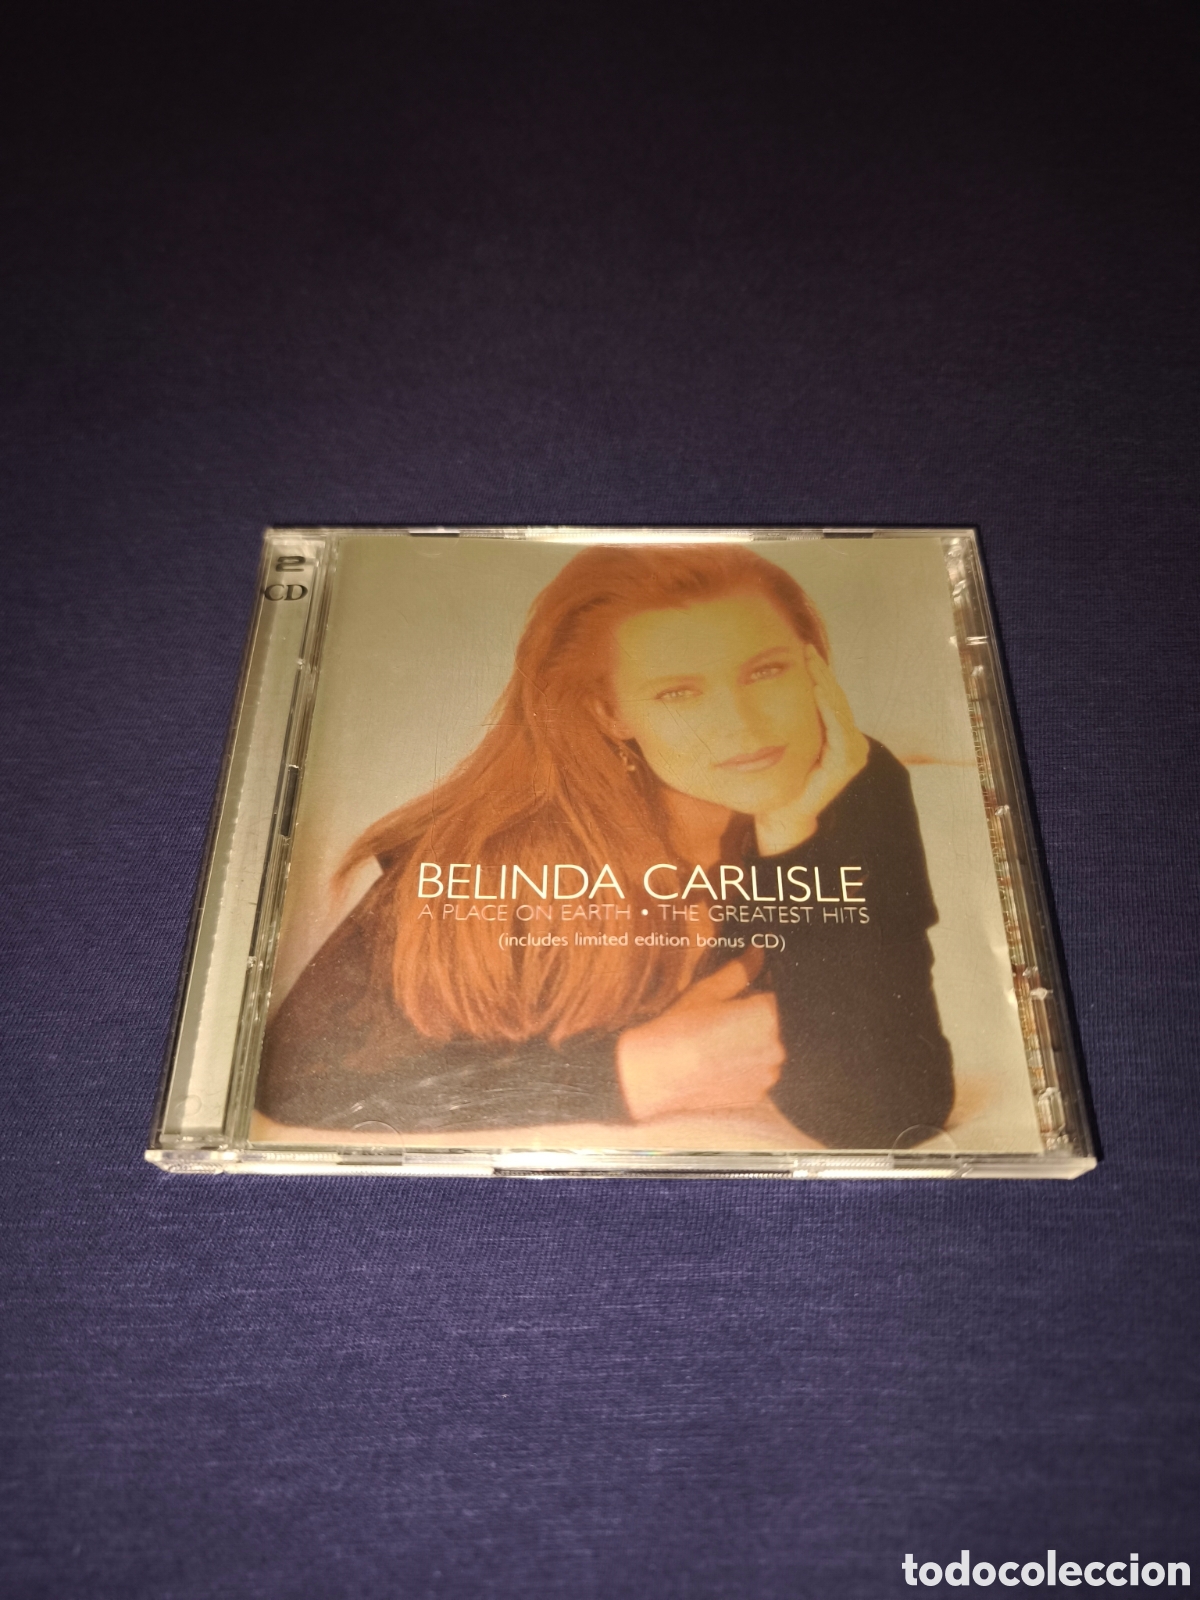 2
CD
BELINDA CARLISLE
A PLACE ON EARTH • THE GREATEST HITS
(includes limited edition bonus CD)
todocoleccion